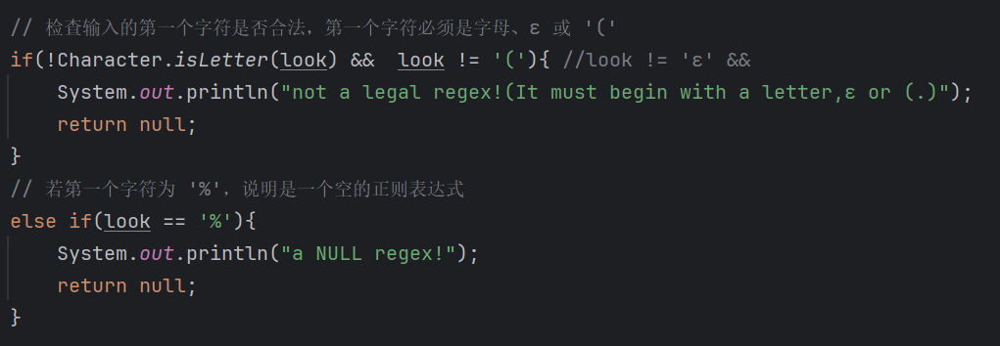 // 检查输入的第一个字符是否合法，第一个字符必须是字母、ε 或 '('
if(!Character.isLetter(look) &&  look != '('){ //look != 'ε' &&
    System.out.println("not a legal regex!(It must begin with a letter,ε or (.)");
    return null;
}
// 若第一个字符为 '%'，说明是一个空的正则表达式
else if(look == '%'){
    System.out.println("a NULL regex!");
    return null;
}